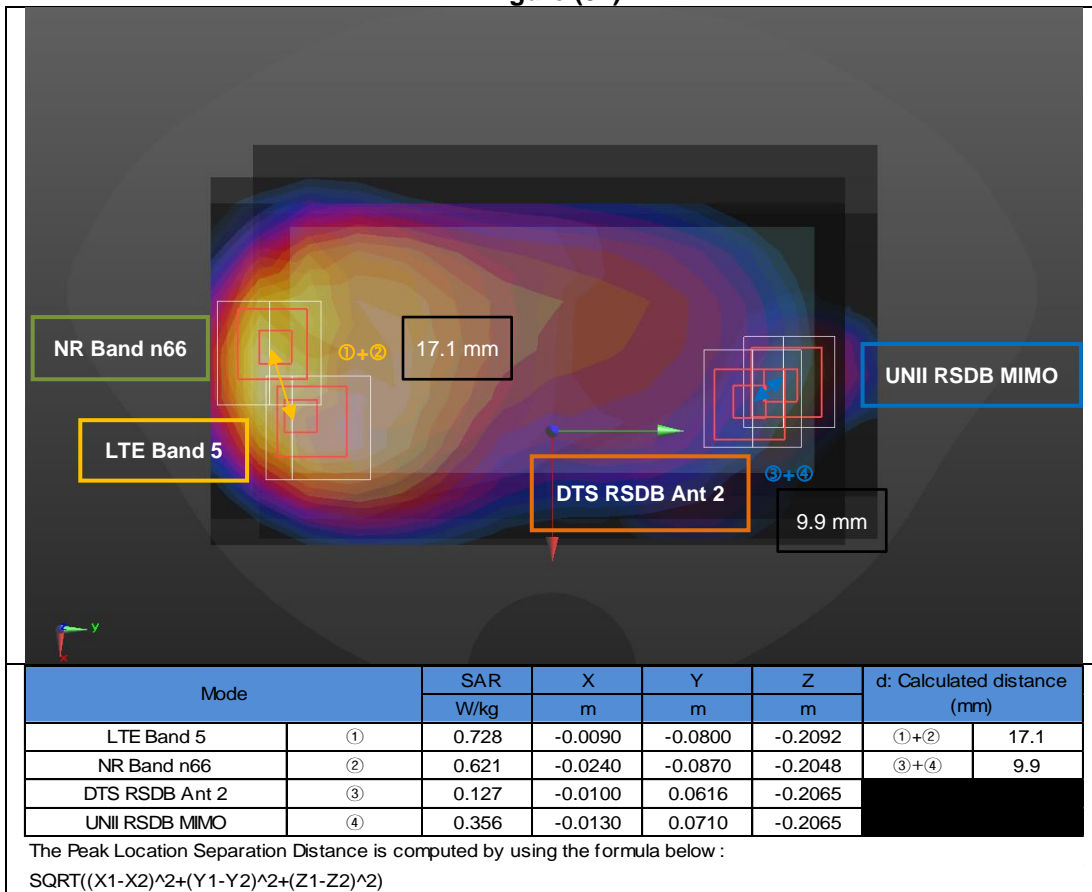 NR Band n66
①+②
17.1 mm
UNII RSDB MIMO
LTE Band 5
③+④
DTS RSDB Ant 2
9.9 mm
Y
X
Mode SAR X Y Z d: Calculated distance (mm)
W/kg m m m
LTE Band 5 ① 0.728 -0.0090 -0.0800 -0.2092 ①+② 17.1
NR Band n66 ② 0.621 -0.0240 -0.0870 -0.2048 ③+④ 9.9
DTS RSDB Ant 2 ③ 0.127 -0.0100 0.0616 -0.2065
UNII RSDB MIMO ④ 0.356 -0.0130 0.0710 -0.2065
The Peak Location Separation Distance is computed by using the formula below :
SQRT((X1-X2)^2+(Y1-Y2)^2+(Z1-Z2)^2)